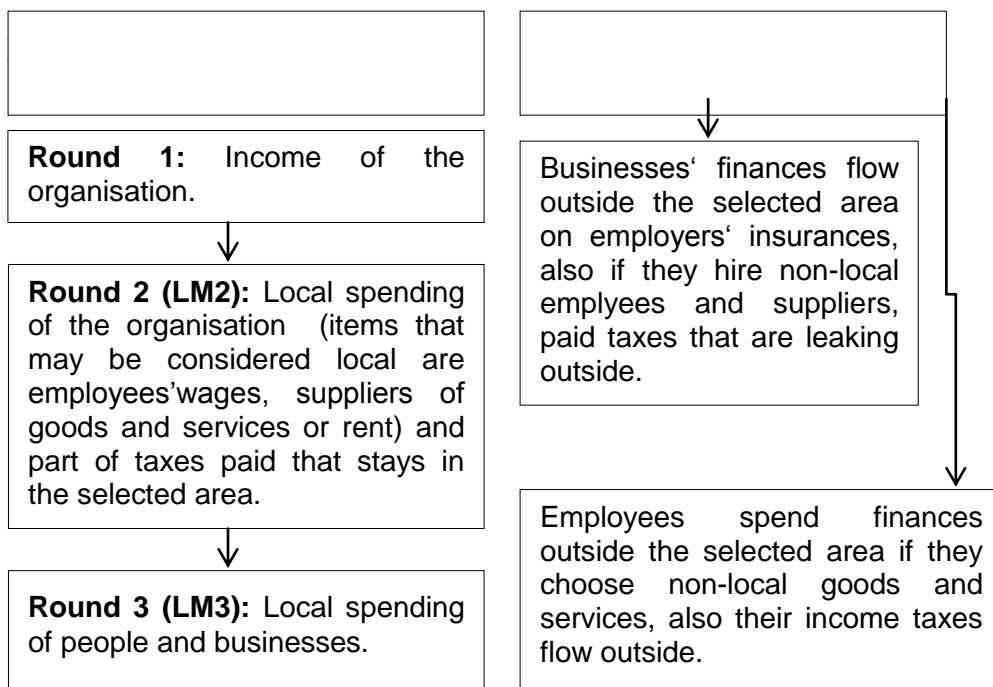 Round 1: Income of the
organisation.
Round 2 (LM2): Local spending
of the organisation (items that
may be considered local are
employees'wages, suppliers of
goods and services or rent) and
part of taxes paid that stays in
the selected area.
Round 3 (LM3): Local spending
of people and businesses.
Businesses‘ finances flow
outside the selected area
on employers‘ insurances,
also if they hire non-local
emplyees and suppliers,
paid taxes that are leaking
outside.
Employees spend finances
outside the selected area if they
choose non-local goods and
services, also their income taxes
flow outside.